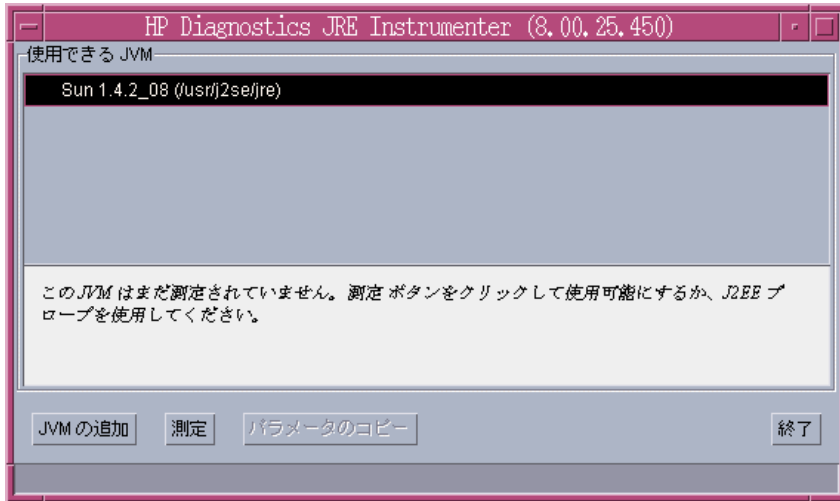 HP Diagnostics JRE Instrumenter (8.00.25.450)
使用できる JVM
Sun 1.4.2_08 (/usr/j2se/jre)
この JVM はまだ測定されていません。測定 ボタンをクリックして使用可能にするか、J2EE プ
ローブを使用してください。
JVM の追加 測定 パラメータのコピー 終了